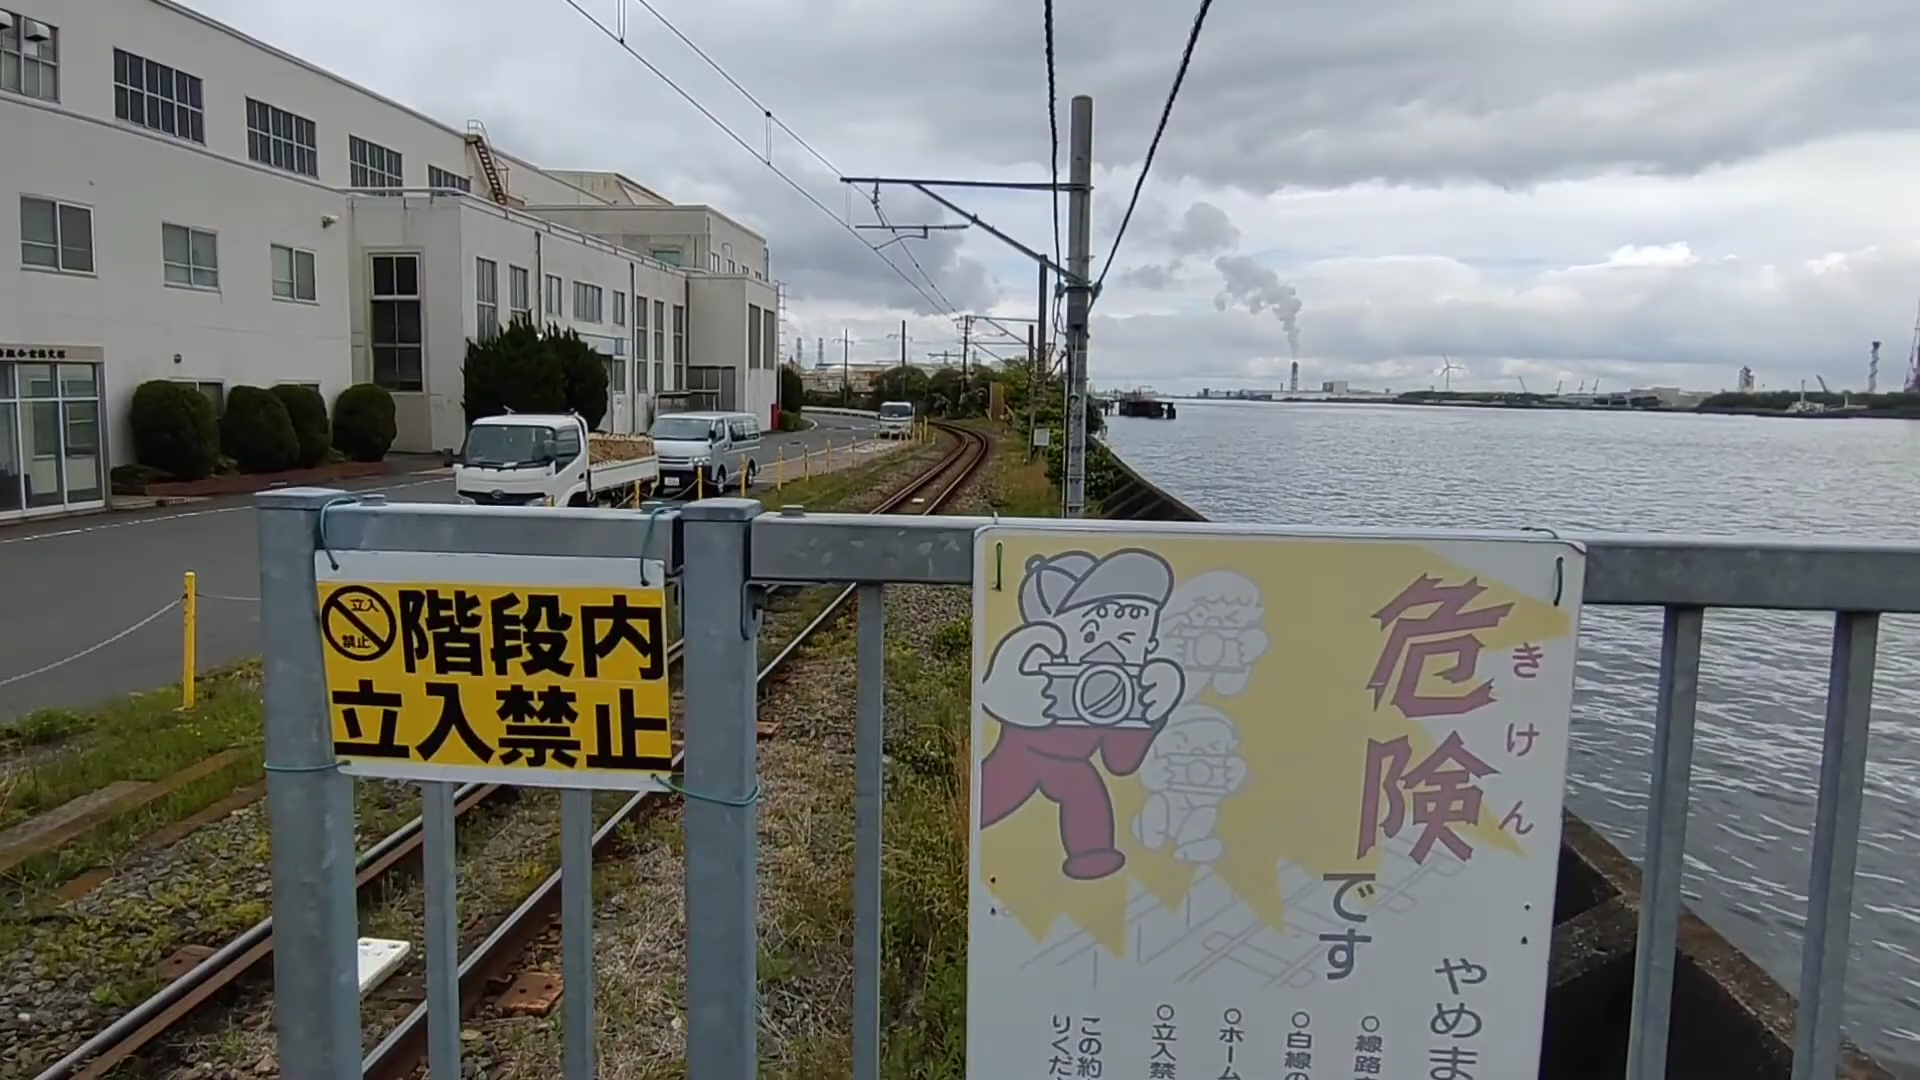 立入
禁止
階段内
立入禁止
危険
きけん
です
やめま
○線路
○白線の
○ホーム
○立入禁
この約
りくだ